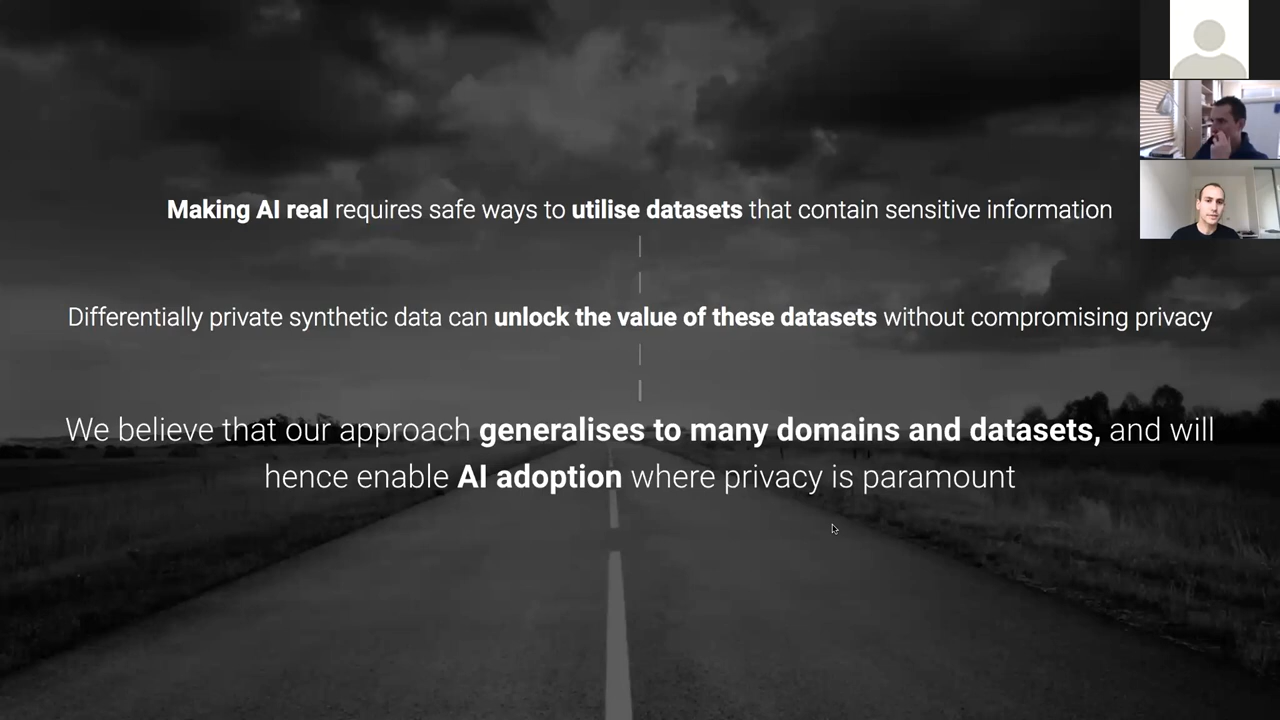 Making AI real requires safe ways to utilise datasets that contain sensitive information
Differentially private synthetic data can unlock the value of these datasets without compromising privacy
We believe that our approach generalises to many domains and datasets, and will
hence enable AI adoption where privacy is paramount